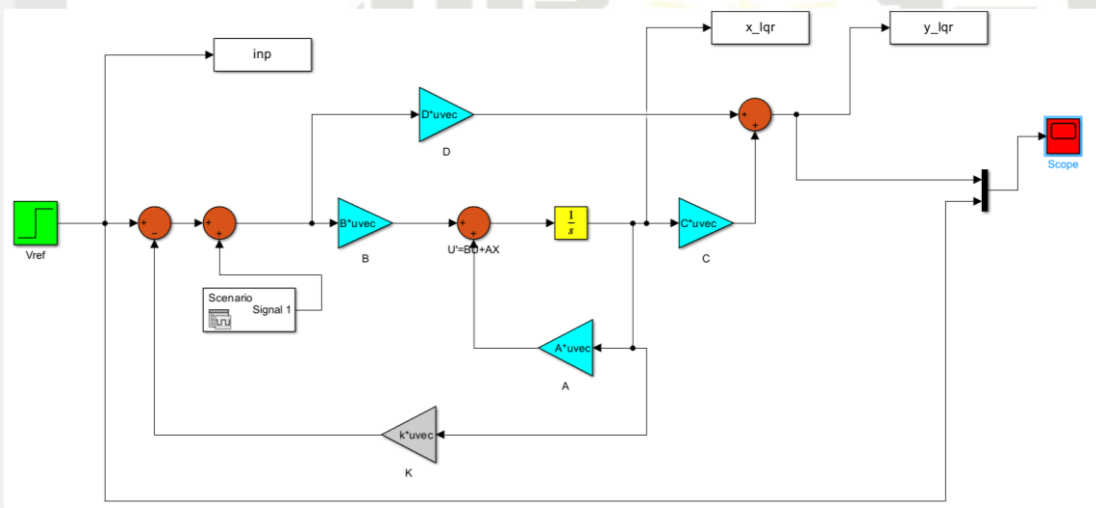 x_lqr
y_lqr
inp
D*uvec
+
+
D
Scope
Vref
+
−
+
+
B*uvec
B
+
+
U'=BU+AX
1
s
C*uvec
C
Scenario
Signal 1
A*uvec
A
k*uvec
K